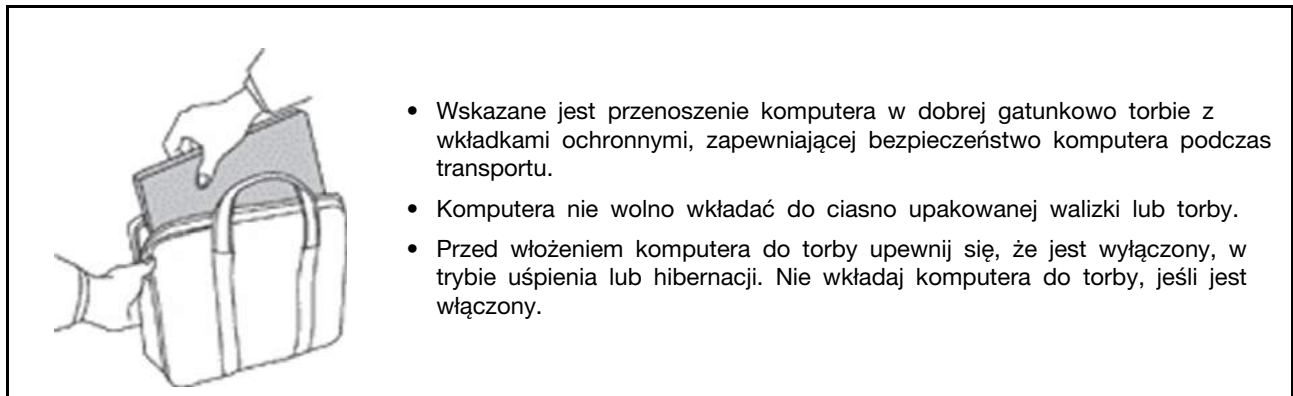 • Wskazane jest przenoszenie komputera w dobrej gatunkowo torbie z
wkładkami ochronnymi, zapewniającej bezpieczeństwo komputera podczas
transportu.
• Komputera nie wolno wkładać do ciasno upakowanej walizki lub torby.
• Przed włożeniem komputera do torby upewnij się, że jest wyłączony, w
trybie uśpienia lub hibernacji. Nie wkładaj komputera do torby, jeśli jest
włączony.